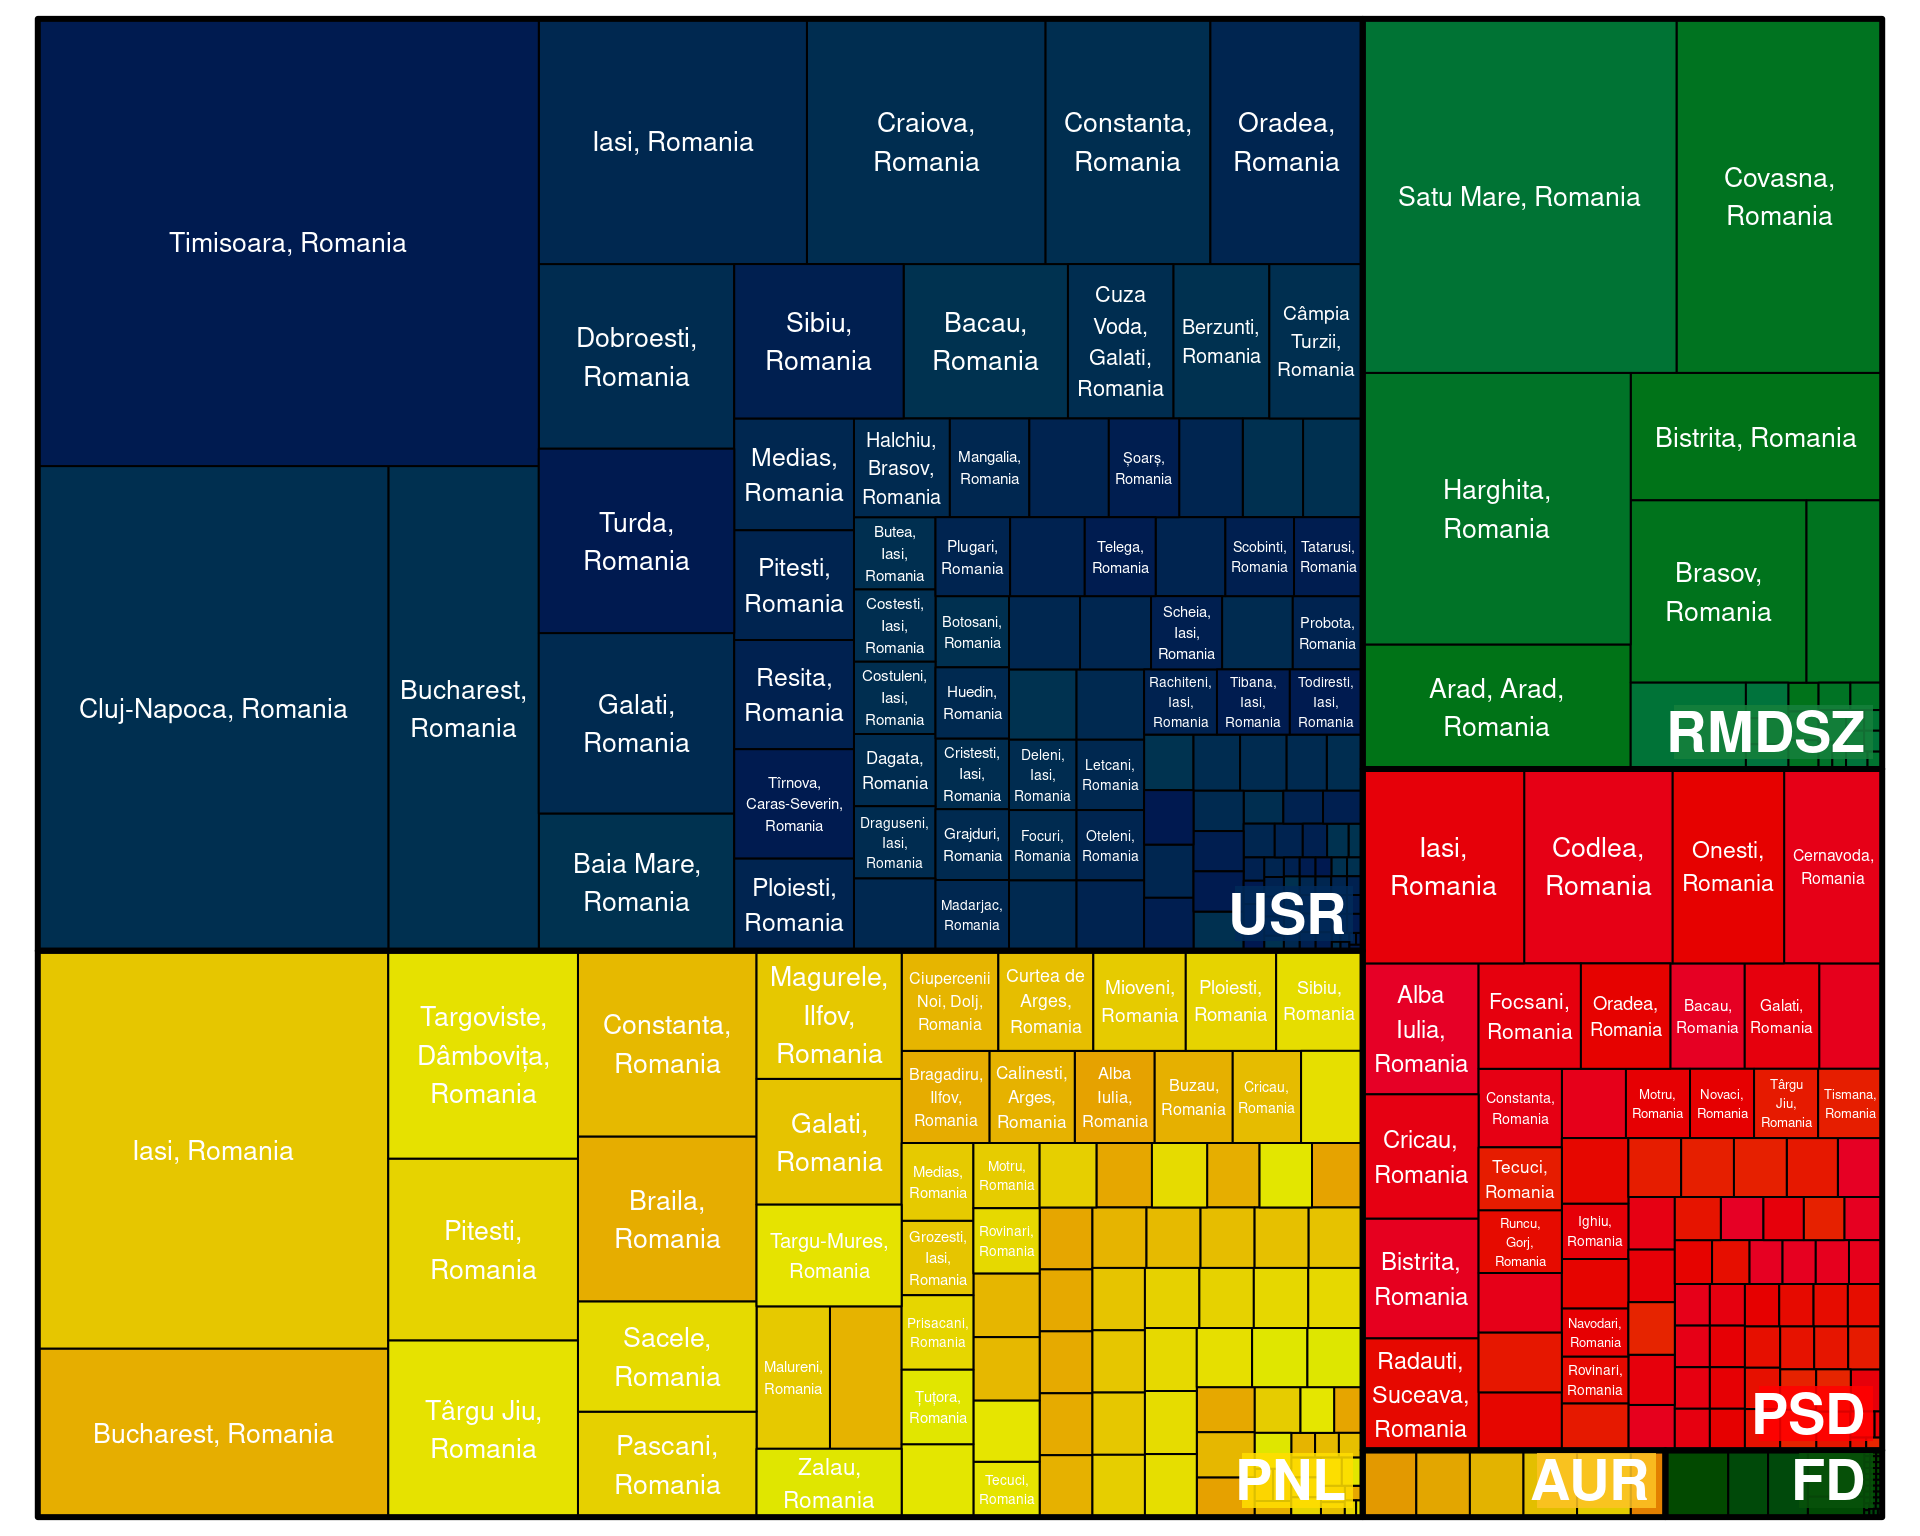 Timisoara, Romania
Cluj-Napoca, Romania
Bucharest,
Romania
Iasi, Romania
Craiova,
Romania
Constanta,
Romania
Oradea,
Romania
Dobroesti,
Romania
Turda,
Romania
Galati,
Romania
Baia Mare,
Romania
Sibiu,
Romania
Bacau,
Romania
Cuza
Voda,
Galati,
Romania
Berzunti,
Romania
Câmpia
Turzii,
Romania
Medias,
Romania
Pitesti,
Romania
Resita,
Romania
Tîrnova,
Caras-Severin,
Romania
Ploiesti,
Romania
Halchiu,
Brasov,
Romania
Mangalia,
Romania
Șoarș,
Romania
Butea,
Iasi,
Romania
Costesti,
Iasi,
Romania
Costuleni,
Iasi,
Romania
Dagata,
Romania
Draguseni,
Iasi,
Romania
Plugari,
Romania
Telega,
Romania
Scobinti,
Romania
Tatarusi,
Romania
Botosani,
Romania
Scheia,
Iasi,
Romania
Probota,
Romania
Huedin,
Romania
Rachiteni,
Iasi,
Romania
Tibana,
Iasi,
Romania
Todiresti,
Iasi,
Romania
Cristesti,
Iasi,
Romania
Deleni,
Iasi,
Romania
Letcani,
Romania
Grajduri,
Romania
Focuri,
Romania
Oteleni,
Romania
Madarjac,
Romania
USR
Iasi, Romania
Bucharest, Romania
Targoviste,
Dâmbovița,
Romania
Pitesti,
Romania
Târgu Jiu,
Romania
Constanta,
Romania
Braila,
Romania
Sacele,
Romania
Pascani,
Romania
Magurele,
Ilfov,
Romania
Galati,
Romania
Targu-Mures,
Romania
Malureni,
Romania
Zalau,
Romania
Ciupercenii
Noi, Dolj,
Romania
Curtea de
Arges,
Romania
Mioveni,
Romania
Ploiesti,
Romania
Sibiu,
Romania
Bragadiru,
Ilfov,
Romania
Calinesti,
Arges,
Romania
Alba
Iulia,
Romania
Buzau,
Romania
Cricau,
Romania
Medias,
Romania
Motru,
Romania
Grozesti,
Iasi,
Romania
Rovinari,
Romania
Prisacani,
Romania
Țuțora,
Romania
Tecuci,
Romania
PNL
Satu Mare, Romania
Covasna,
Romania
Harghita,
Romania
Arad, Arad,
Romania
Bistrita, Romania
Brasov,
Romania
RMDSZ
Iasi,
Romania
Codlea,
Romania
Onesti,
Romania
Cernavoda,
Romania
Alba
Iulia,
Romania
Cricau,
Romania
Bistrita,
Romania
Radauti,
Suceava,
Romania
Focsani,
Romania
Oradea,
Romania
Bacau,
Romania
Galati,
Romania
Constanta,
Romania
Motru,
Romania
Novaci,
Romania
Târgu
Jiu,
Romania
Tismana,
Romania
Tecuci,
Romania
Runcu,
Gorj,
Romania
Ighiu,
Romania
Navodari,
Romania
Rovinari,
Romania
PSD
AUR
FD